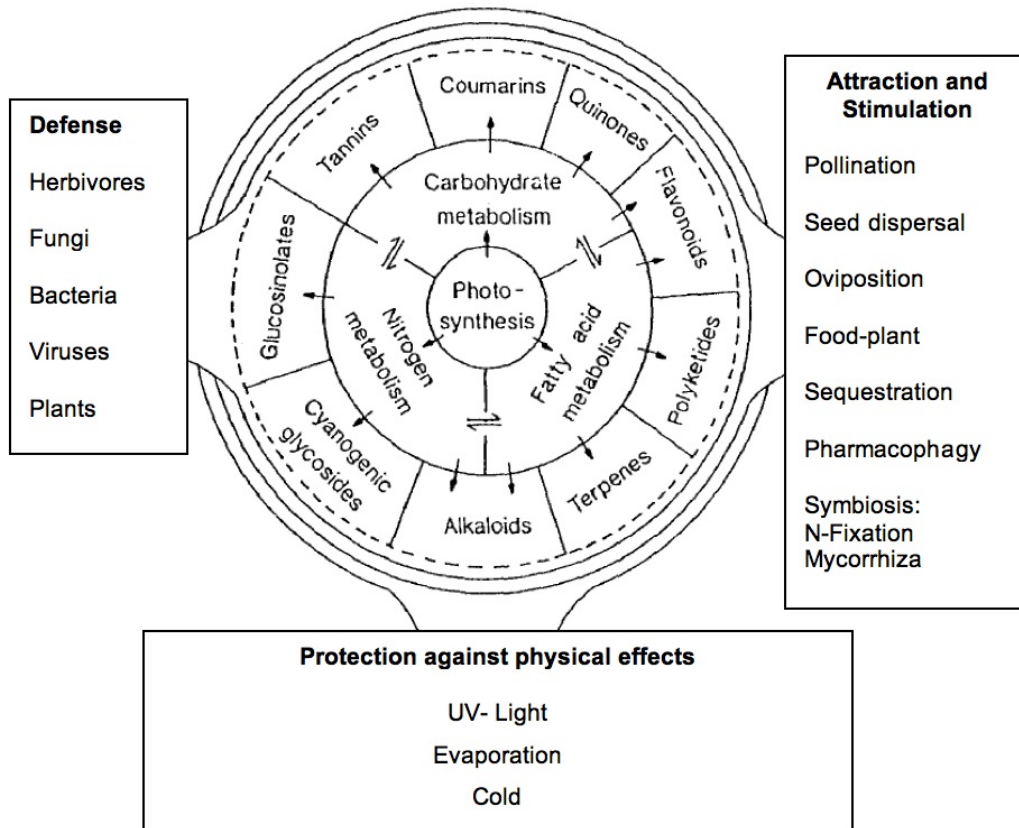 Defense
Herbivores
Fungi
Bacteria
Viruses
Plants
Coumarins
Quinones
Tannins
Flavonoids
Glucosinolates
Polyketides
Cyanogenic
glycosides
Terpenes
Alkaloids
Carbohydrate
metabolism
Nitrogen
metabolism
Fatty acid
metabolism
Photo-
synthesis
Attraction and
Stimulation
Pollination
Seed dispersal
Oviposition
Food-plant
Sequestration
Pharmacophagy
Symbiosis:
N-Fixation
Mycorrhiza
Protection against physical effects
UV- Light
Evaporation
Cold